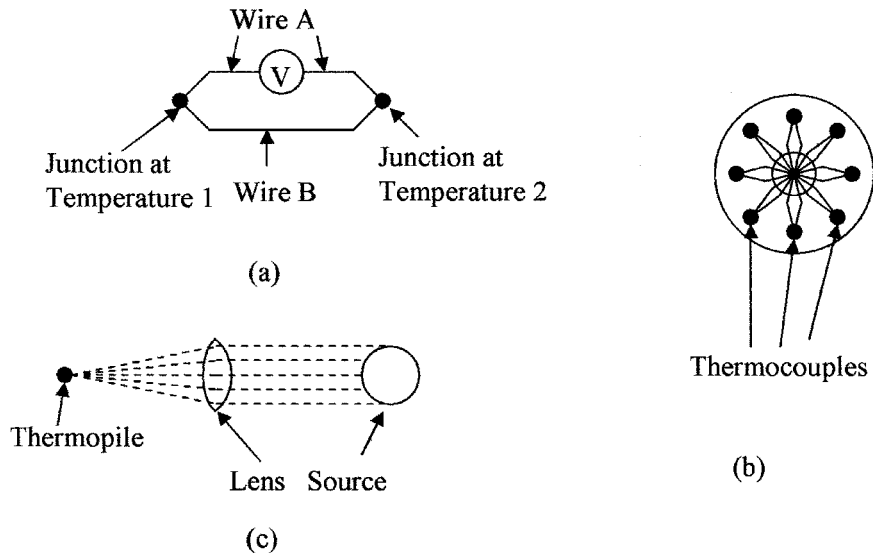 Wire A
V
Junction at
Temperature 1
Wire B
Junction at
Temperature 2
(a)
Thermocouples
(b)
Thermopile
Lens
Source
(c)